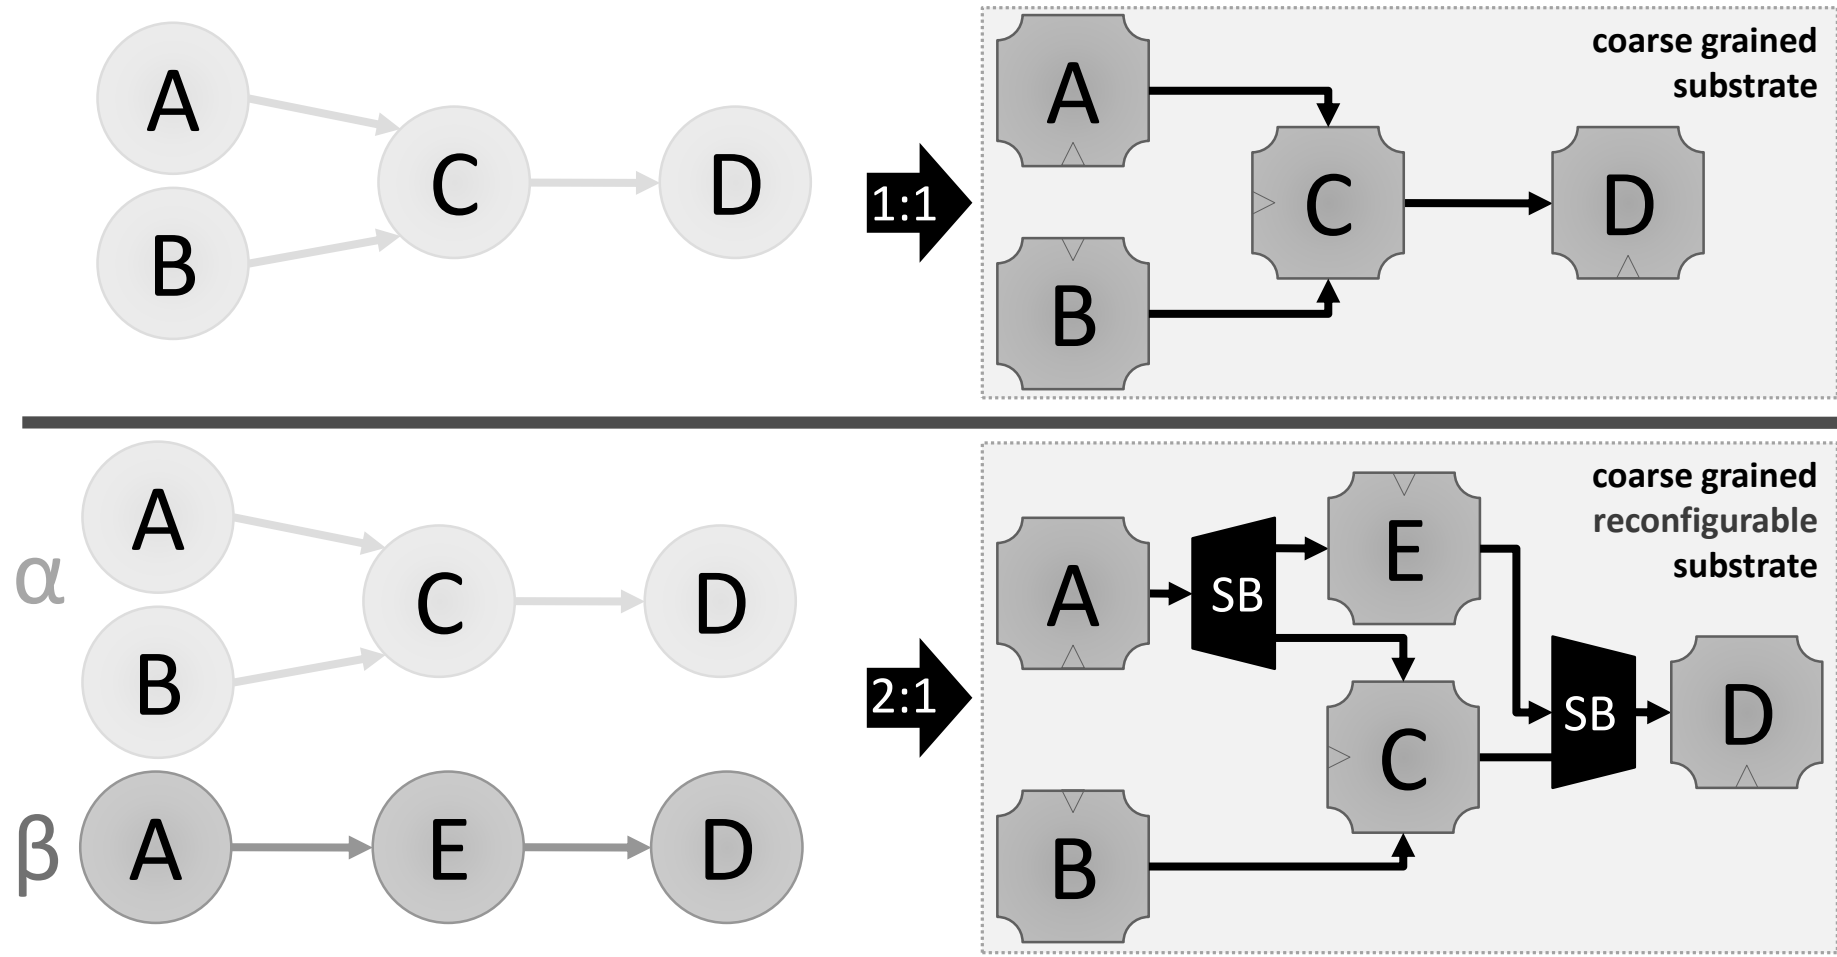 A
B
C
D
1:1
coarse grained
substrate
A
B
C
D
α
A
B
C
D
β
A
E
D
2:1
coarse grained
reconfigurable
substrate
A
SB
E
C
B
SB
D